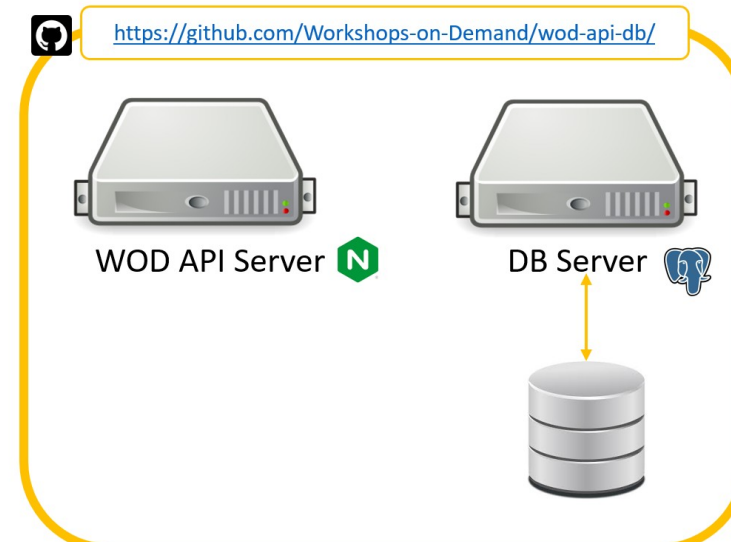 https://github.com/Workshops-on-Demand/wod-api-db/
WOD API Server N
DB Server